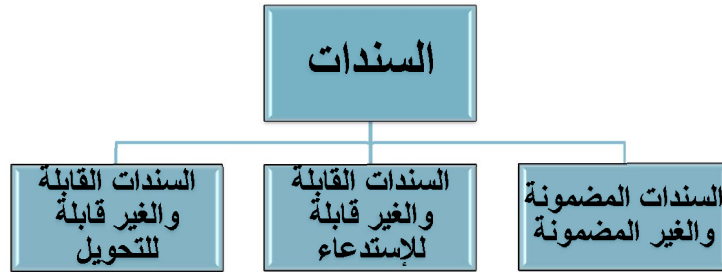 السندات
السندات المضمونة
والغير المضمونة
السندات القابلة
والغير قابلة
للإستدعاء
السندات القابلة
والغير قابلة
للتحويل